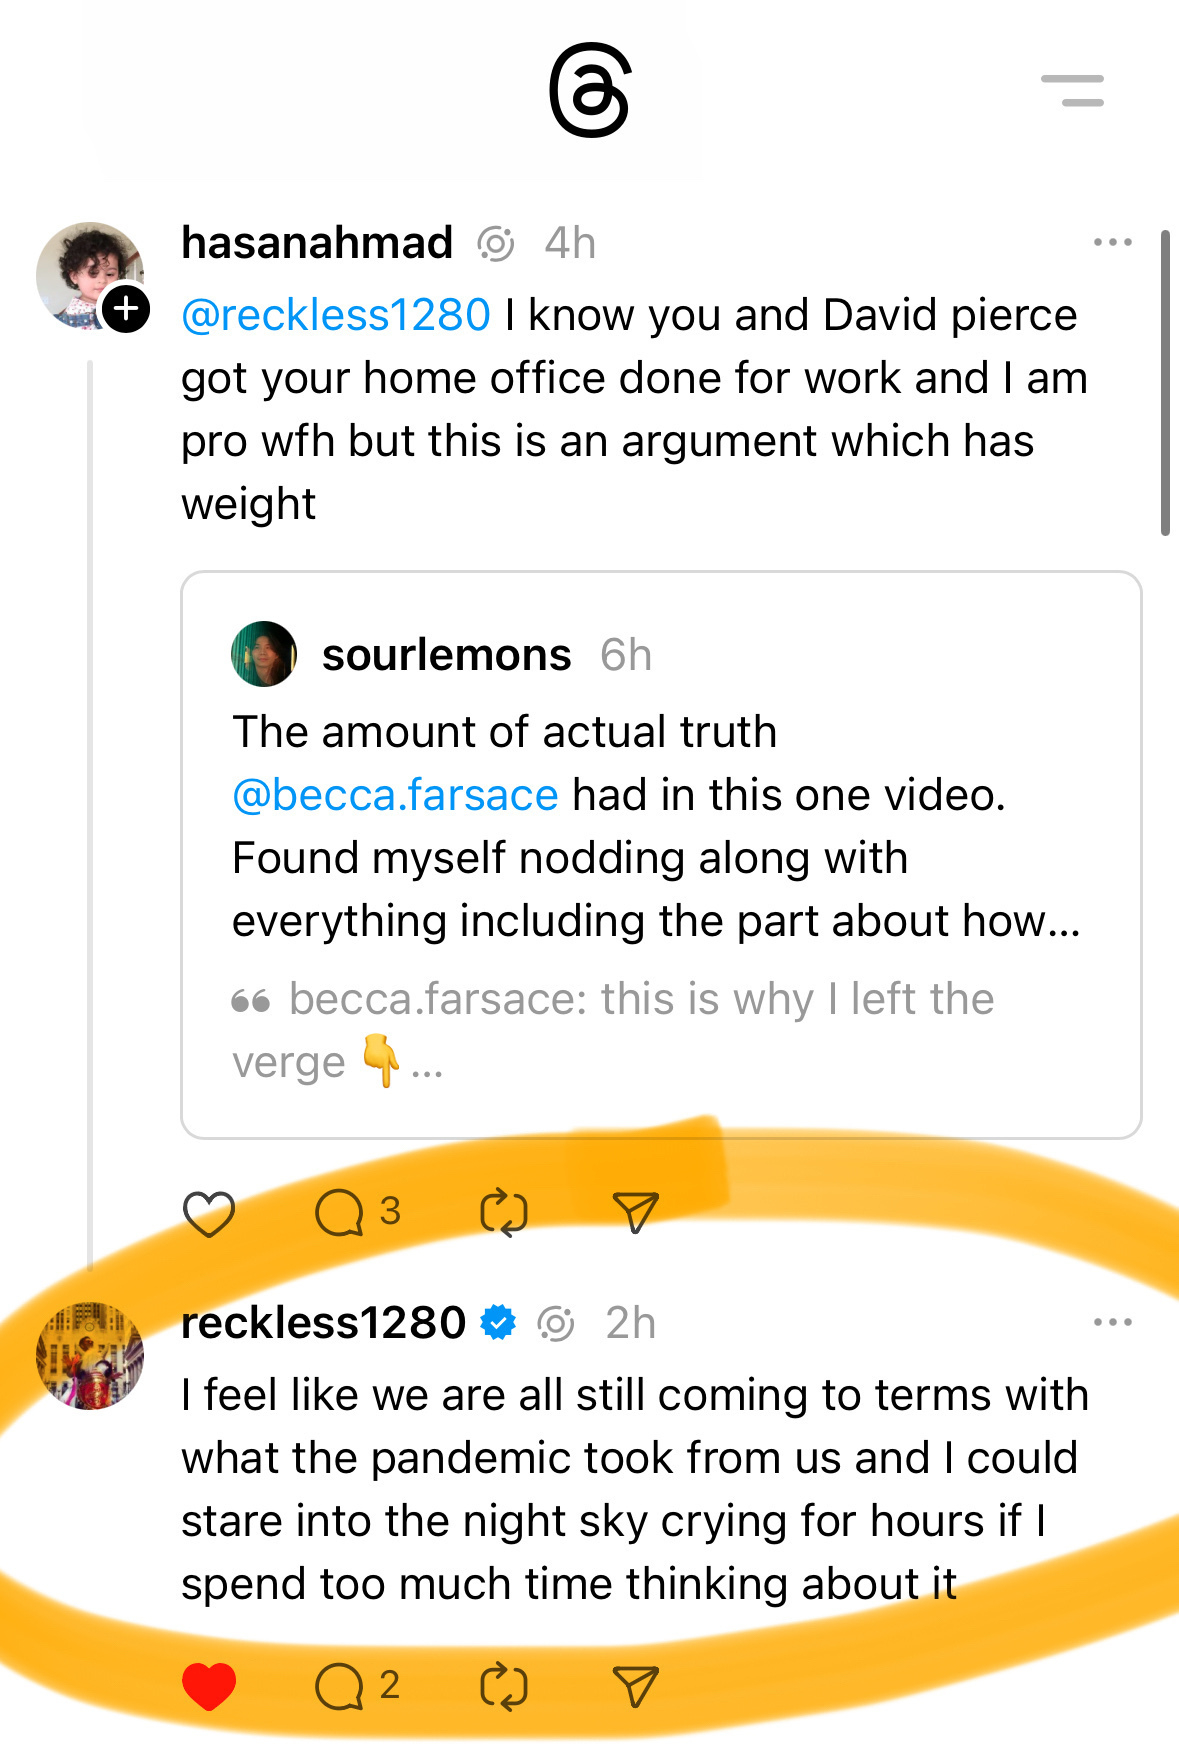 hasanahmad 4h
@reckless1280 I know you and David pierce
got your home office done for work and I am
pro wfh but this is an argument which has
weight
sourlemons 6h
The amount of actual truth
@becca.farsace had in this one video.
Found myself nodding along with
everything including the part about how...
❝ becca.farsace: this is why I left the
verge 👇...
3
reckless1280 2h
I feel like we are all still coming to terms with
what the pandemic took from us and I could
stare into the night sky crying for hours if I
spend too much time thinking about it
2